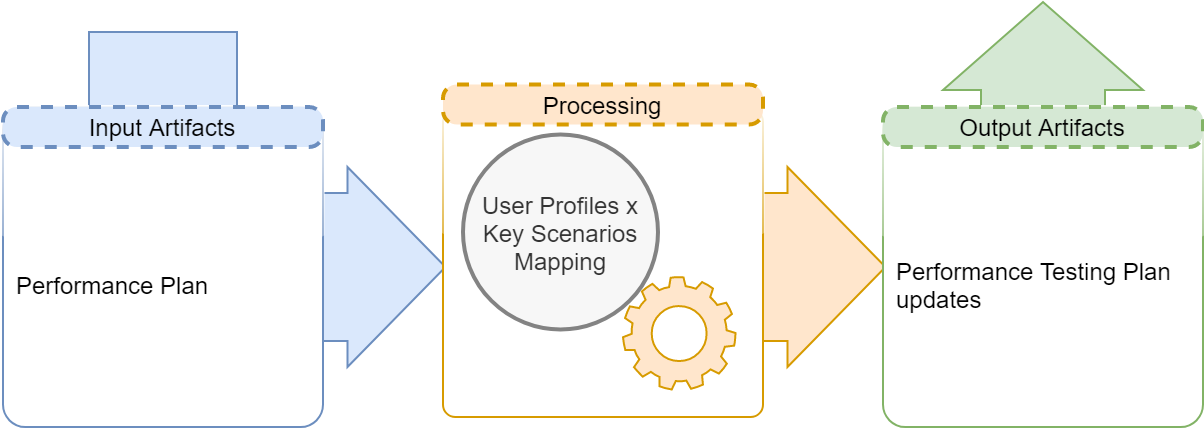 Input Artifacts
Performance Plan
Processing
User Profiles x
Key Scenarios
Mapping
Output Artifacts
Performance Testing Plan
updates